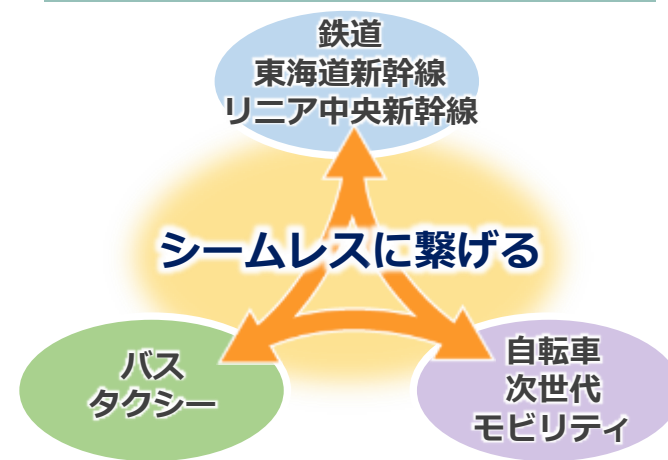 鉄道
東海道新幹線
リニア中央新幹線
シームレスに繋げる
バス
タクシー
自転車
次世代
モビリティ